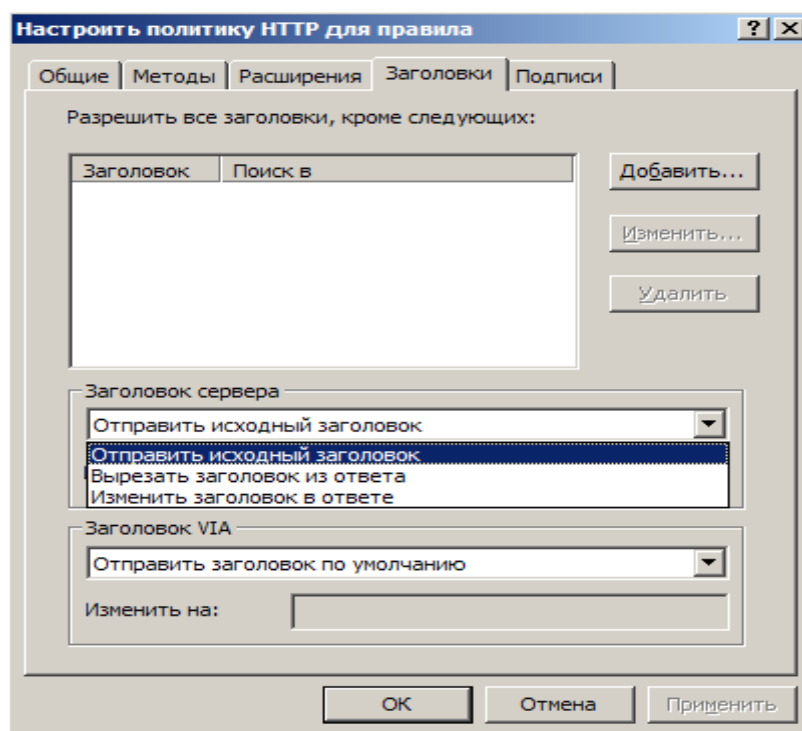 Настроить политику HTTP для правила
Общие Методы Расширения Заголовки Подписи
Разрешить все заголовки, кроме следующих:
Заголовок Поиск в
Добавить...
Изменить...
Удалить
Заголовок сервера
Отправить исходный заголовок
Отправить исходный заголовок
Вырезать заголовок из ответа
Изменить заголовок в ответе
Заголовок VIA
Отправить заголовок по умолчанию
Изменить на:
ОК Отмена Применить